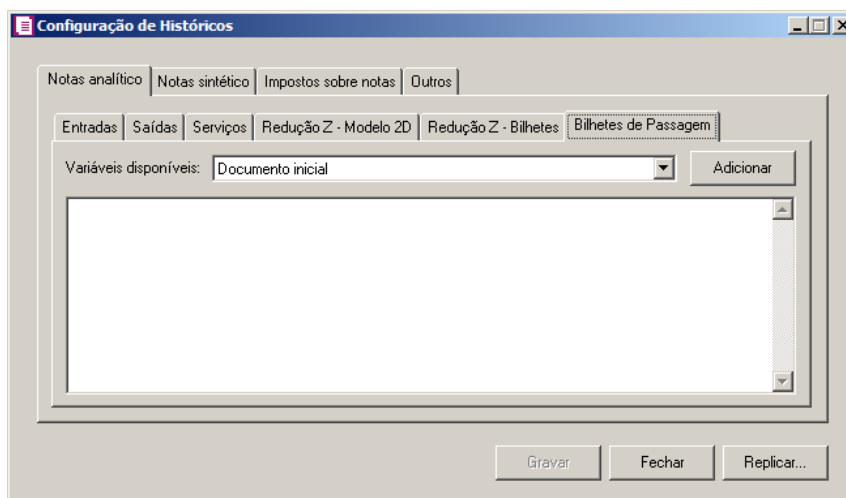 Configuração de Históricos
Notas analítico Notas sintético Impostos sobre notas Outros
Entradas Saídas Serviços Redução Z - Modelo 2D Redução Z - Bilhetes Bilhetes de Passagem
Variáveis disponíveis: Documento inicial Adicionar
Gravar Fechar Replicar...